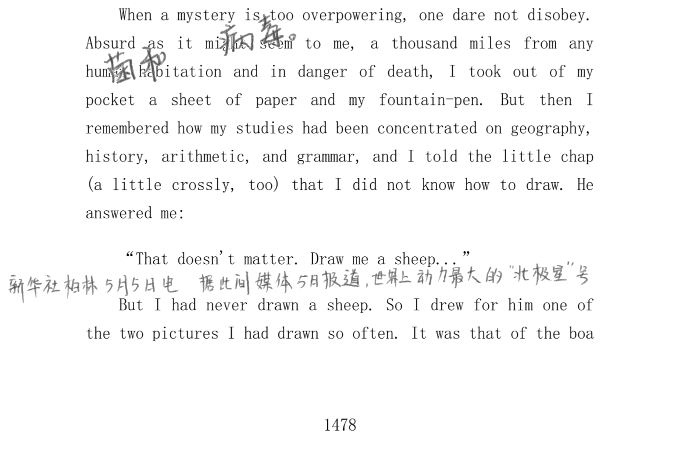 When a mystery is too overpowering, one dare not disobey.
病毒。
Absurd as it might seem to me, a thousand miles from any
菌和
human habitation and in danger of death, I took out of my
pocket a sheet of paper and my fountain-pen. But then I
remembered how my studies had been concentrated on geography,
history, arithmetic, and grammar, and I told the little chap
(a little crossly, too) that I did not know how to draw. He
answered me:
“That doesn't matter. Draw me a sheep...”
新华社柏林5月5日电 据此间媒体5日报道，世界上动力最大的“北极星”号
But I had never drawn a sheep. So I drew for him one of
the two pictures I had drawn so often. It was that of the boa
1478